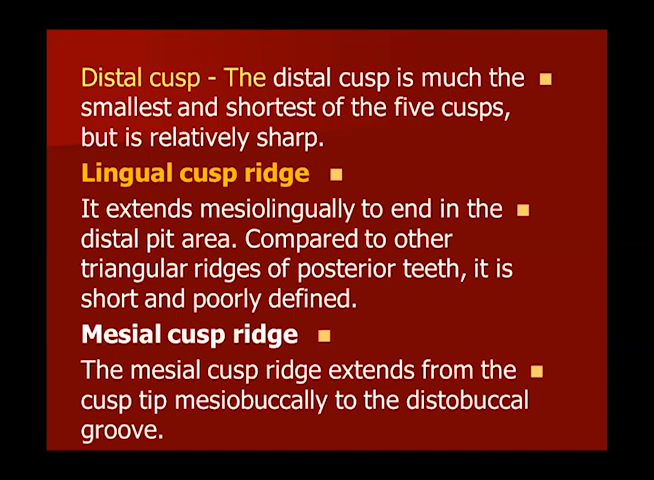 Distal cusp - The distal cusp is much the
smallest and shortest of the five cusps,
but is relatively sharp.
Lingual cusp ridge
It extends mesiolingually to end in the
distal pit area. Compared to other
triangular ridges of posterior teeth, it is
short and poorly defined.
Mesial cusp ridge
The mesial cusp ridge extends from the
cusp tip mesiobuccally to the distobuccal
groove.